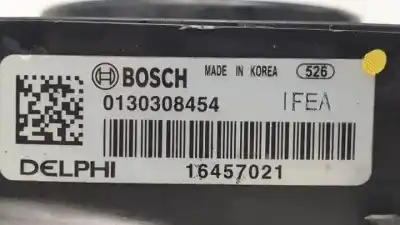 BOSCH MADE IN KOREA 526
0130308454 IFEA
DELPHI 16457021